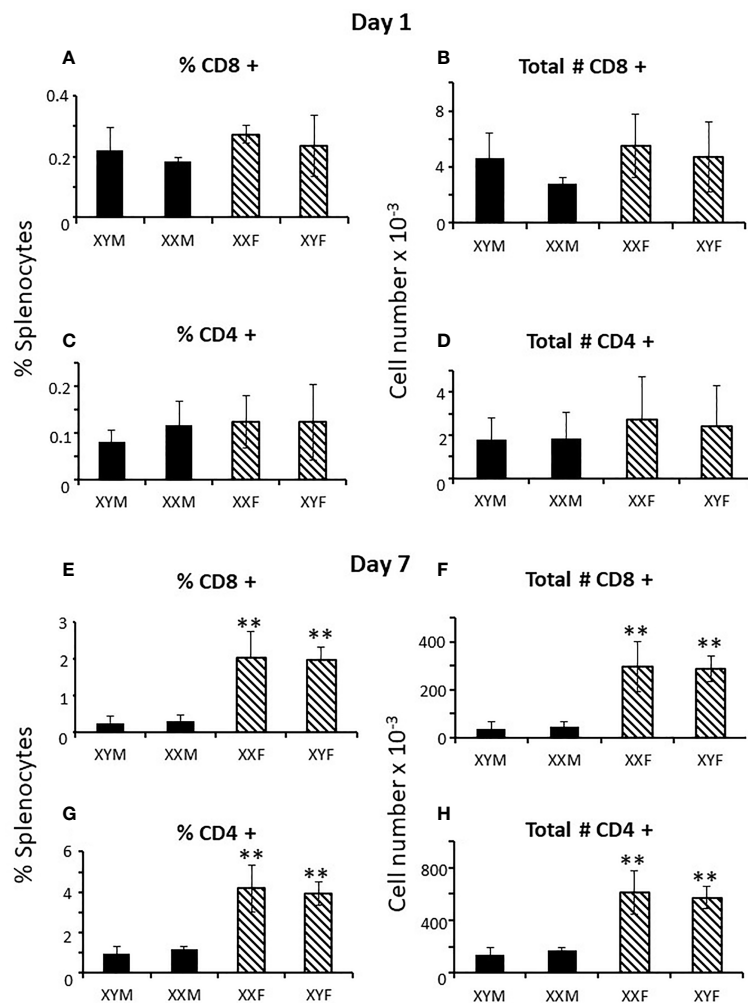 Day 1
A
% CD8 +
0.4
0.2
0
XYM XXM XXF XYF
B
Total # CD8 +
8
4
0
XYM XXM XXF XYF
% Splenocytes
Cell number x 10-3
C
% CD4 +
0.2
0.1
0
XYM XXM XXF XYF
D
Total # CD4 +
4
2
0
XYM XXM XXF XYF
Day 7
E
% CD8 +
3
2
1
0
** **
XYM XXM XXF XYF
F
Total # CD8 +
400
200
0
** **
XYM XXM XXF XYF
% Splenocytes
Cell number x 10-3
G
% CD4 +
6
4
2
0
** **
XYM XXM XXF XYF
H
Total # CD4 +
800
400
0
** **
XYM XXM XXF XYF